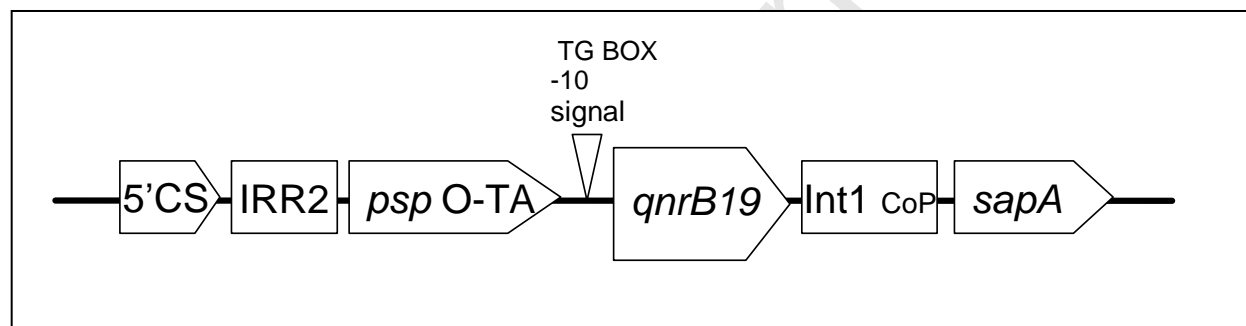 TG BOX
-10
signal
5'CS IRR2 psp O-TA qnrB19 Int1 CoP sapA